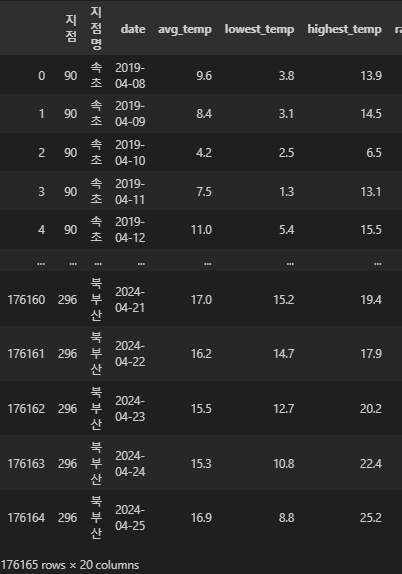 지점 지점명 date avg_temp lowest_temp highest_temp
0 90 속초 2019-04-08 9.6 3.8 13.9
1 90 속초 2019-04-09 8.4 3.1 14.5
2 90 속초 2019-04-10 4.2 2.5 6.5
3 90 속초 2019-04-11 7.5 1.3 13.1
4 90 속초 2019-04-12 11.0 5.4 15.5
... ... ... ... ... ... ...
176160 296 북부산 2024-04-21 17.0 15.2 19.4
176161 296 북부산 2024-04-22 16.2 14.7 17.9
176162 296 북부산 2024-04-23 15.5 12.7 20.2
176163 296 북부산 2024-04-24 15.3 10.8 22.4
176164 296 북부산 2024-04-25 16.9 8.8 25.2
176165 rows × 20 columns